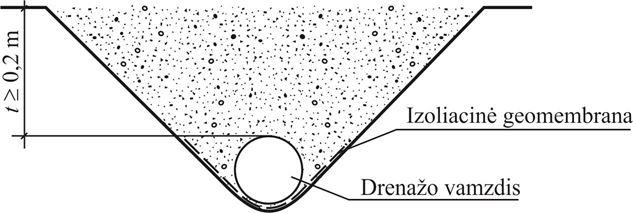 t ≥ 0,2 m
Izoliacinė geomembrana
Drenažo vamzdis